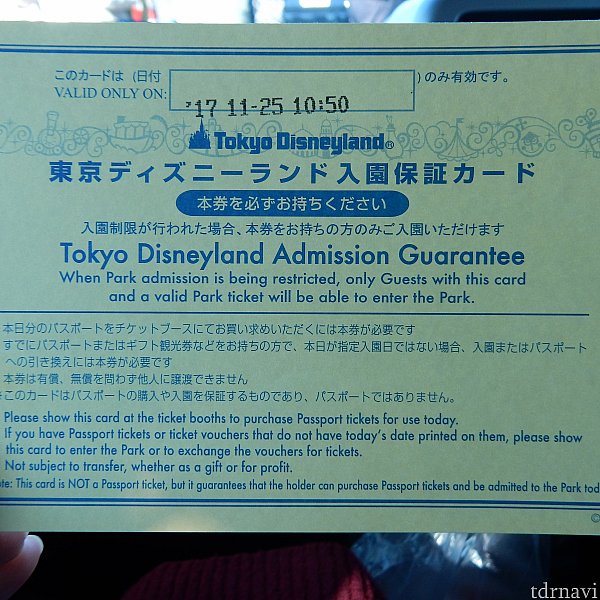 このカードは（日付
）のみ有効です。
VALID ONLY ON:
'17 11-25 10:50
Tokyo Disneyland®
東京ディズニーランド入園保証カード
本券を必ずお持ちください
入園制限が行われた場合、本券をお持ちの方のみご入園いただけます
Tokyo Disneyland Admission Guarantee
When Park admission is being restricted, only Guests with this card
and a valid Park ticket will be able to enter the Park.
本日分のパスポートをチケットブースにてお買い求めいただくには本券が必要です
すでにパスポートまたはギフト観光券などをお持ちの方で、本日が指定入園日ではない場合、入園またはパスポート
への引き換えには本券が必要です
本券は有償、無償を問わず他人に譲渡できません
このカードはパスポートの購入や入園を保証するものであり、パスポートではありません。
Please show this card at the ticket booths to purchase Passport tickets for use today.
If you have Passport tickets or ticket vouchers that do not have today's date printed on them, please show
this card to enter the Park or to exchange the vouchers for tickets.
Not subject to transfer, whether as a gift or for profit.
ote: This card is NOT a Passport ticket, but it guarantees that the holder can purchase Passport tickets and be admitted to the Park tod
©
tdrnavi